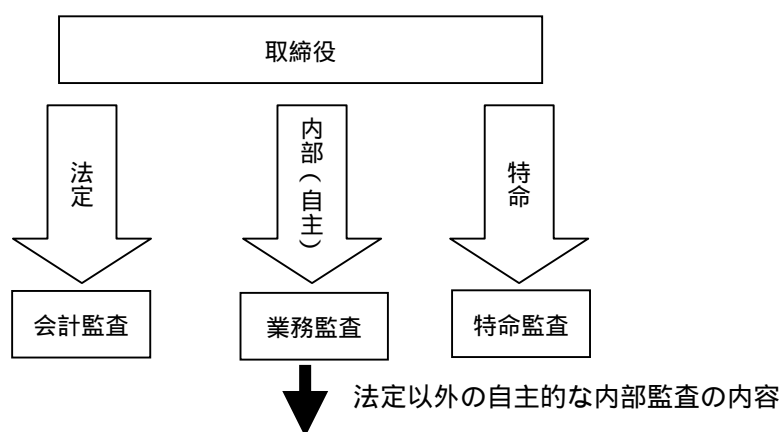 取締役
法定
内部（自主）
特命
会計監査
業務監査
特命監査
法定以外の自主的な内部監査の内容